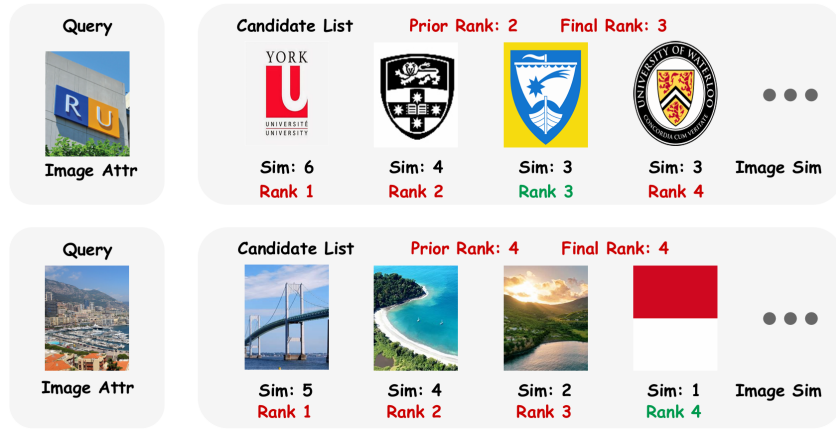 Query
Candidate List Prior Rank: 2 Final Rank: 3
R U
YORK
U
UNIVERSITÉ
UNIVERSITY
UNIVERSITY OF WATERLOO
CONCORDIA CUM VERITATE
Image Attr
Sim: 6 Sim: 4 Sim: 3 Sim: 3 Image Sim
Rank 1 Rank 2 Rank 3 Rank 4
Query
Candidate List Prior Rank: 4 Final Rank: 4
Image Attr
Sim: 5 Sim: 4 Sim: 2 Sim: 1 Image Sim
Rank 1 Rank 2 Rank 3 Rank 4